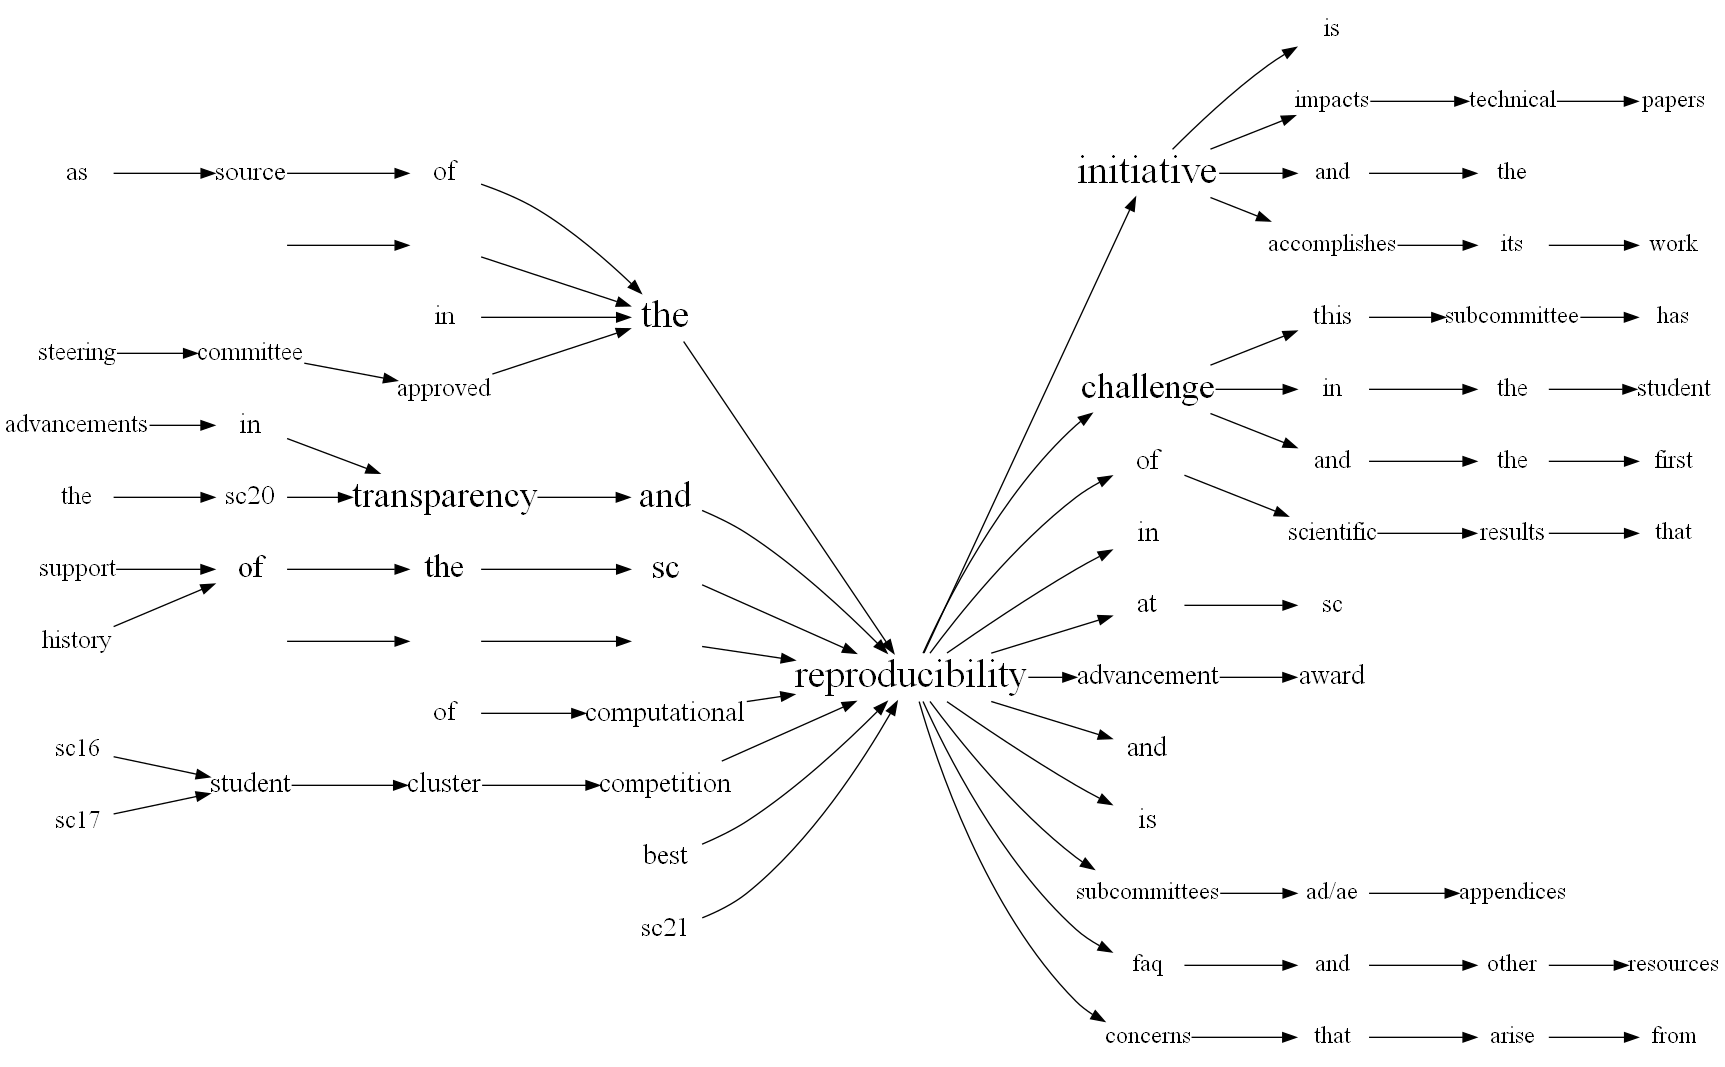 is
impacts technical papers
as source of initiative and the
accomplishes its work
in the this subcommittee has
steering committee
approved challenge in the student
advancements in
of and the first
the sc20 transparency and
in scientific results that
support of the sc
at sc
history
reproducibility advancement award
of computational
sc16 and
student cluster competition
sc17 is
best
subcommittees ad/ae appendices
sc21
faq and other resources
concerns that arise from